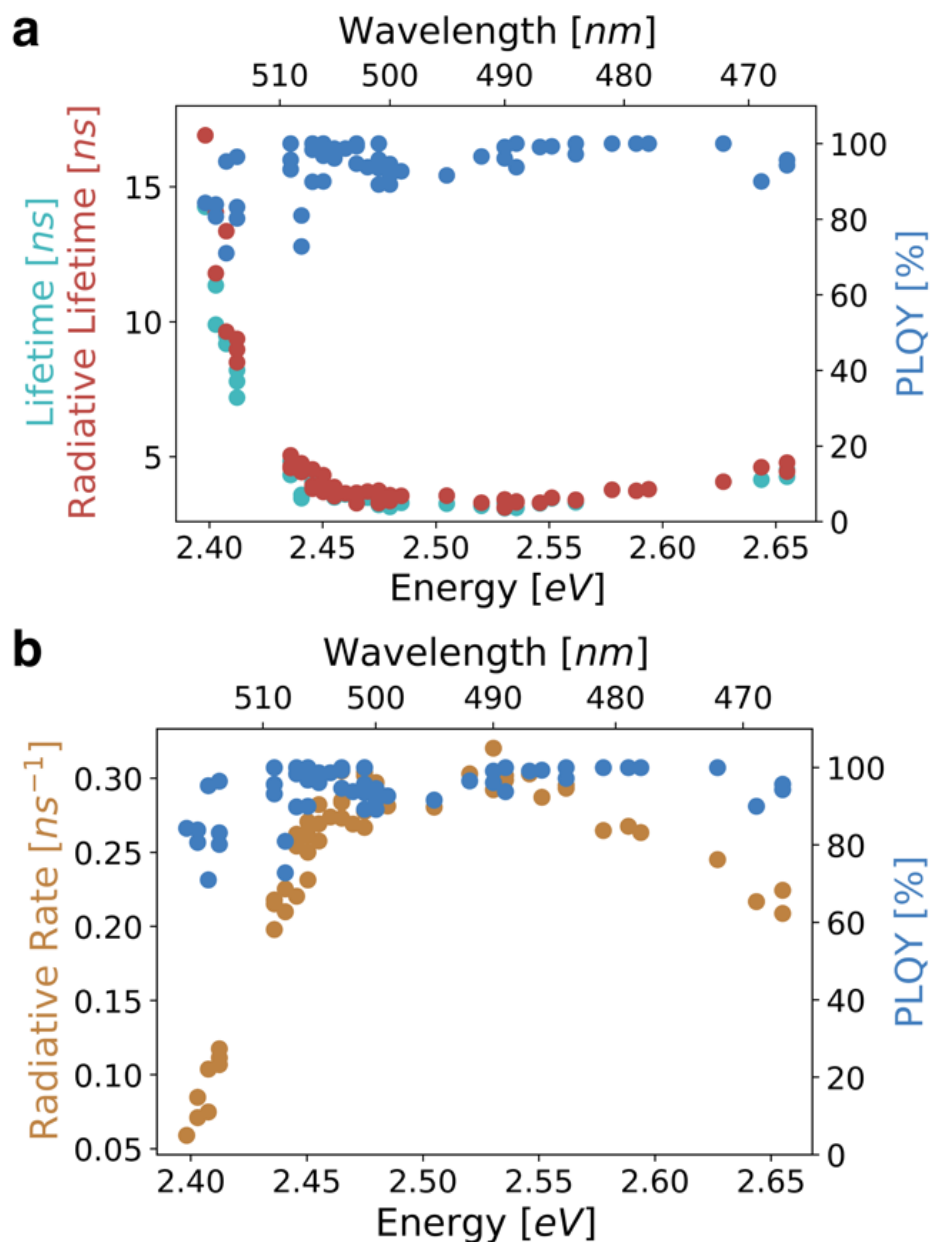 a
Wavelength [nm]
510 500 490 480 470
Lifetime [ns]
Radiative Lifetime [ns]
15
10
5
100
80
60
40
20
0
PLQY [%]
2.40 2.45 2.50 2.55 2.60 2.65
Energy [eV]
b
Wavelength [nm]
510 500 490 480 470
Radiative Rate [ns⁻¹]
0.30
0.25
0.20
0.15
0.10
0.05
100
80
60
40
20
0
PLQY [%]
2.40 2.45 2.50 2.55 2.60 2.65
Energy [eV]